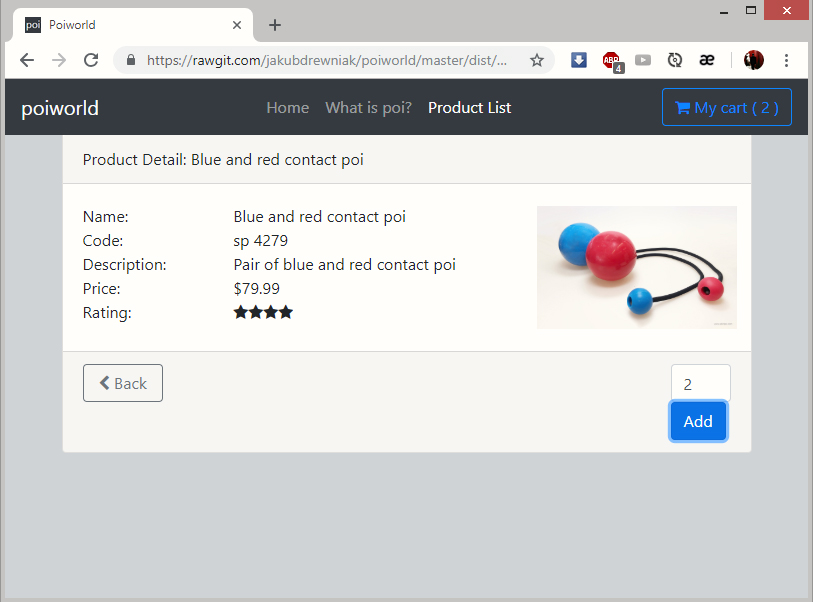 poi Poiworld
https://rawgit.com/jakubdrewniak/poiworld/master/dist/...
ABP
4
æ
poiworld
Home What is poi? Product List
My cart ( 2 )
Product Detail: Blue and red contact poi
Name: Blue and red contact poi
Code: sp 4279
Description: Pair of blue and red contact poi
Price: $79.99
Rating:
Back
2
Add